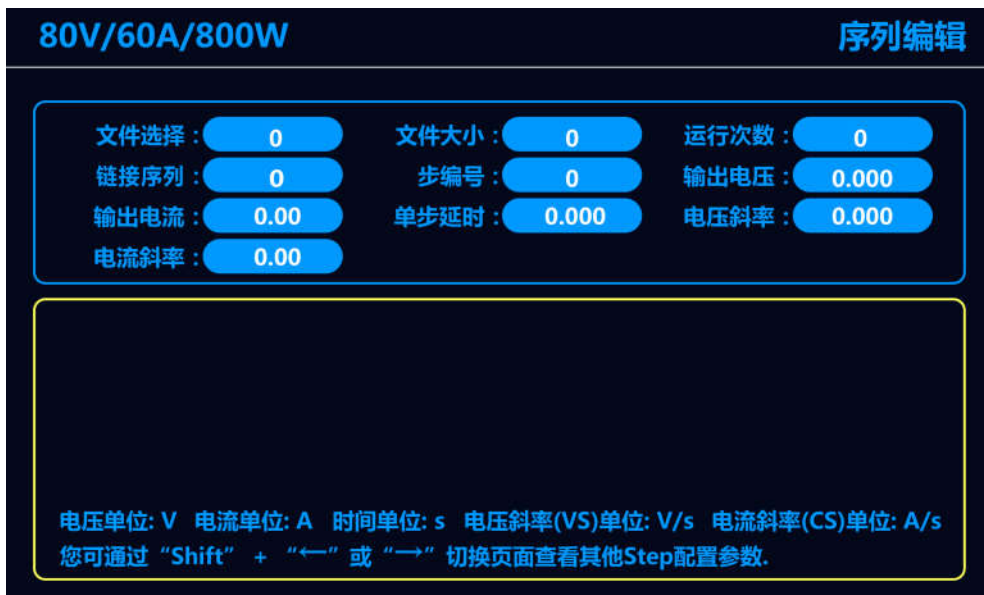 80V/60A/800W 序列编辑
文件选择 : 0 文件大小 : 0 运行次数 : 0
链接序列 : 0 步编号 : 0 输出电压 : 0.000
输出电流 : 0.00 单步延时 : 0.000 电压斜率 : 0.000
电流斜率 : 0.00
电压单位: V 电流单位: A 时间单位: s 电压斜率(VS)单位: V/s 电流斜率(CS)单位: A/s
您可通过“Shift” + “←”或“→”切换页面查看其他Step配置参数.